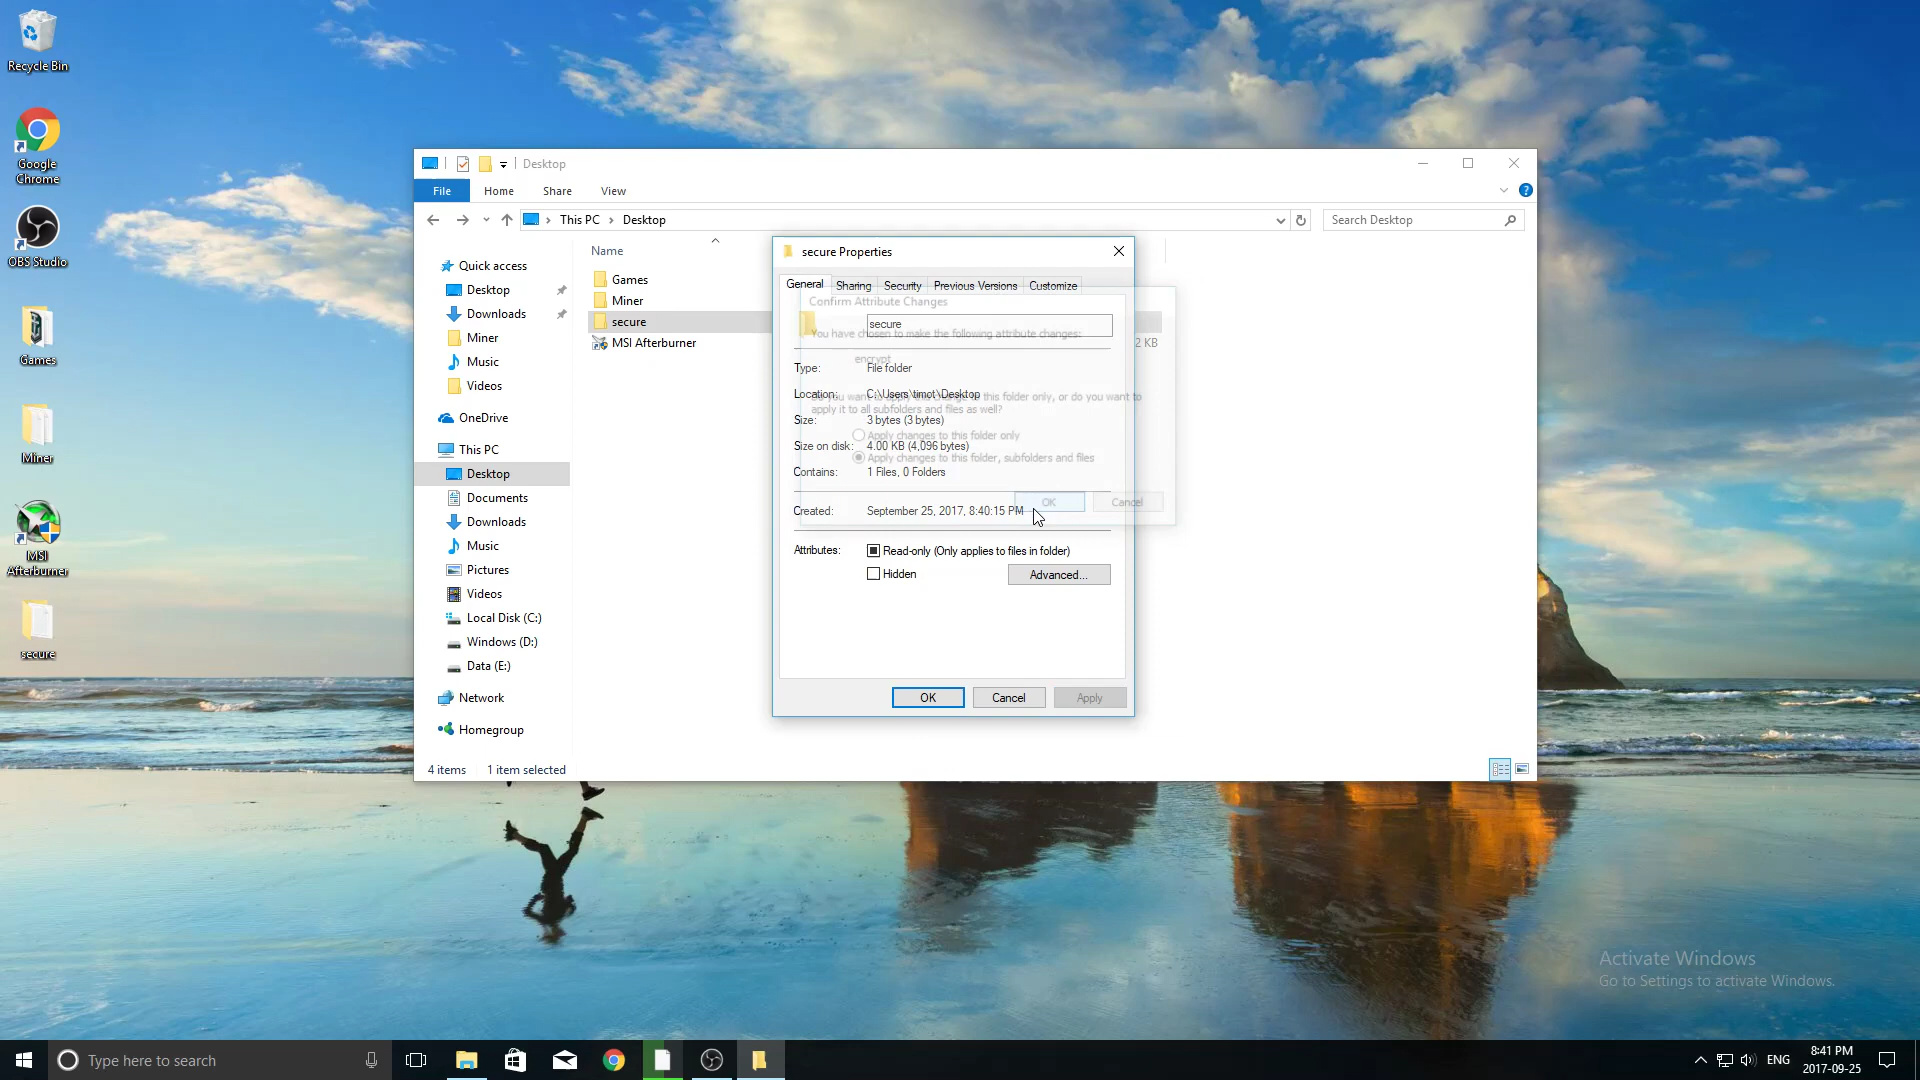 Recycle Bin
Google
Chrome
OBS Studio
Games
Miner
MSI
Afterburner
secure
Desktop
File
Home
Share
View
This PC
Desktop
Search Desktop
Quick access
Desktop
Downloads
Miner
Music
Videos
OneDrive
This PC
Desktop
Documents
Downloads
Music
Pictures
Videos
Local Disk (C:)
Windows (D:)
Data (E:)
Network
Homegroup
Name
Games
Miner
secure
MSI Afterburner
2 KB
4 items
1 item selected
secure Properties
General
Sharing
Security
Previous Versions
Customize
secure
Type: File folder
Location: C:\Users\timot\Desktop
Size: 3 bytes (3 bytes)
Size on disk: 4.00 KB (4,096 bytes)
Contains: 1 Files, 0 Folders
Created: September 25, 2017, 8:40:15 PM
Attributes: Read-only (Only applies to files in folder)
Hidden
Advanced...
OK
Cancel
Apply
Confirm Attribute Changes
You have chosen to make the following attribute changes:
encrypt
this folder only, or do you want to
apply it to all subfolders and files as well?
Apply changes to this folder only
Apply changes to this folder, subfolders and files
OK
Cancel
Activate Windows
Go to Settings to activate Windows.
Type here to search
ENG
8:41 PM
2017-09-25